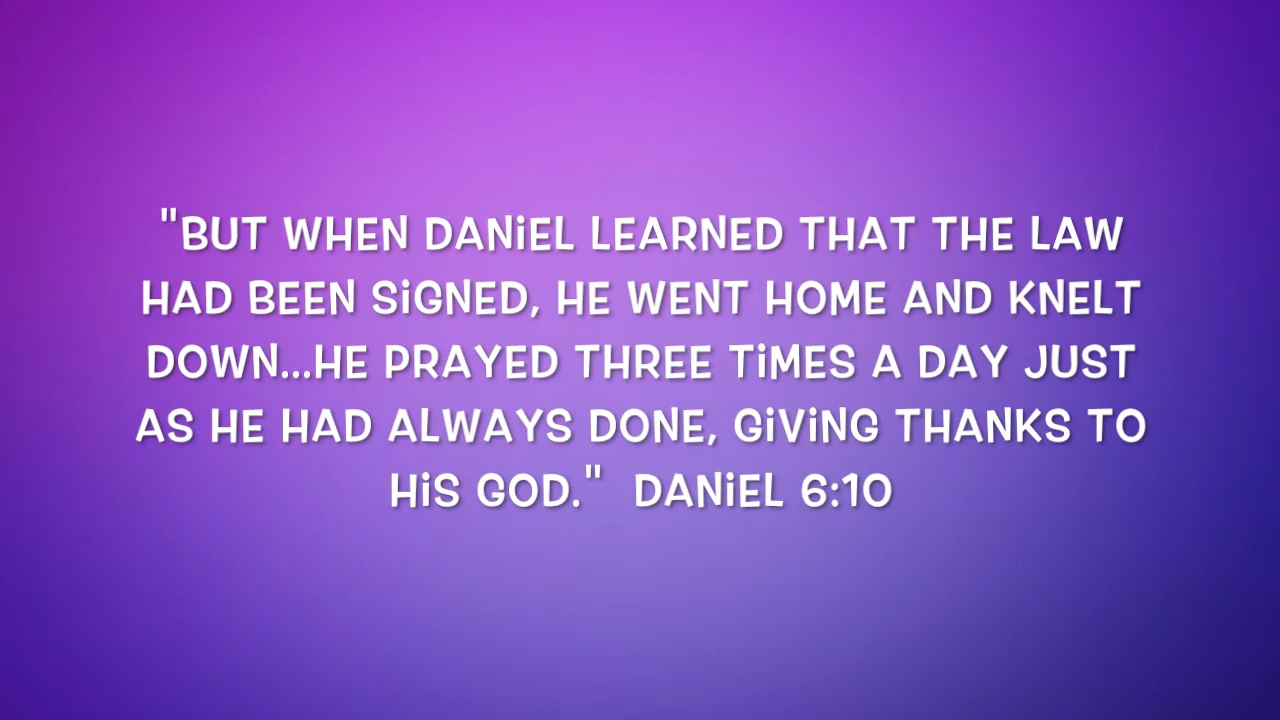 "BUT WHEN DANiEL LEARNED THAT THE LAW
HAD BEEN SiGNED, HE WENT HOME AND KNELT
DOWN...HE PRAYED THREE TiMES A DAY JUST
AS HE HAD ALWAYS DONE, GiViNG THANKS TO
HiS GOD."  DANiEL 6:10